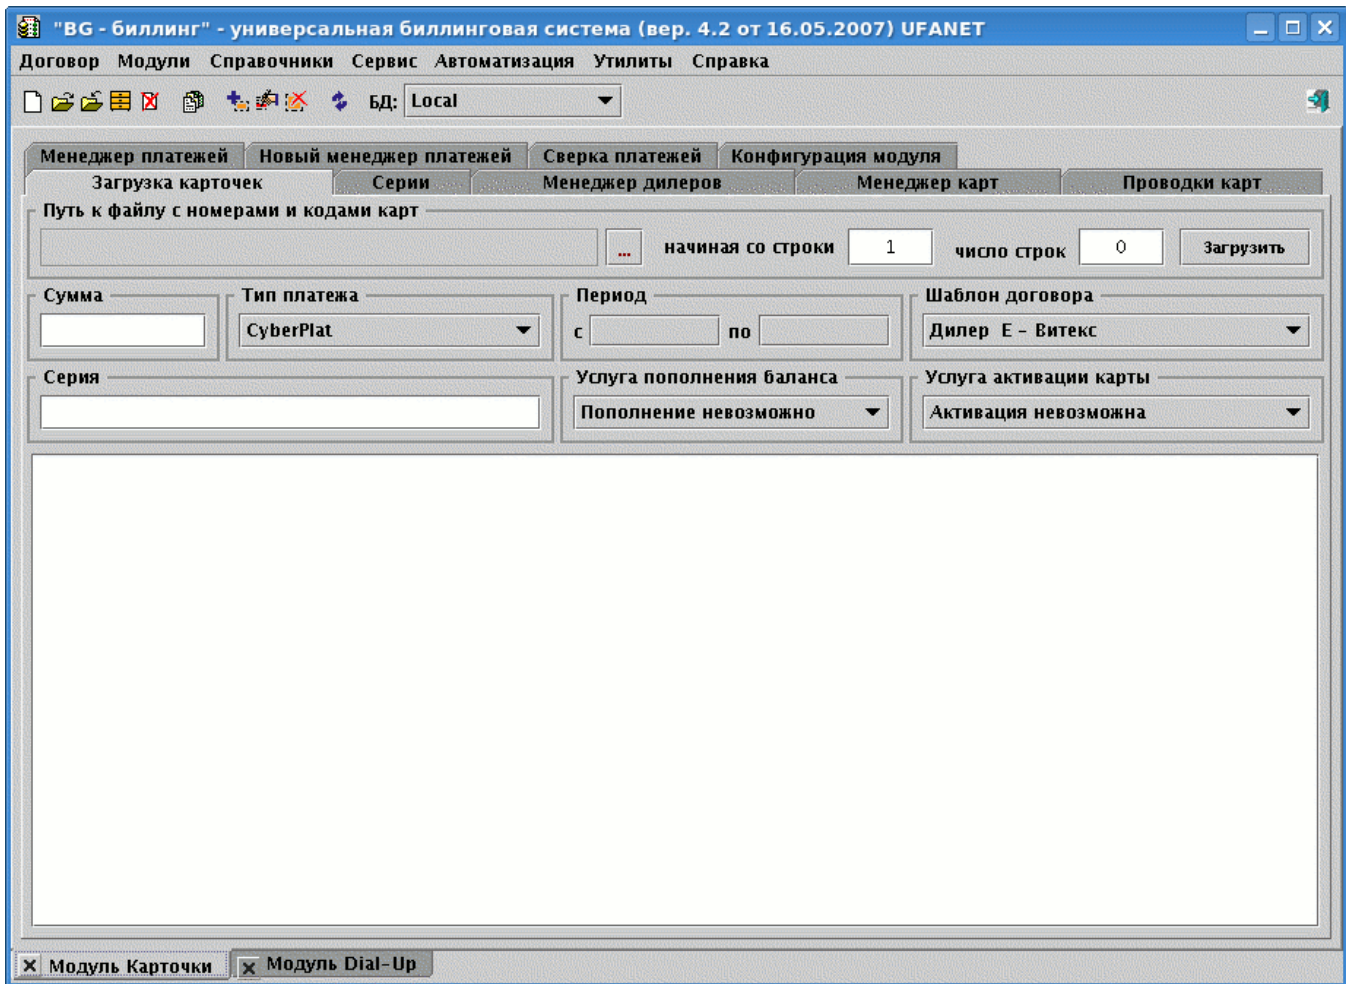 "BG - биллинг" - универсальная биллинговая система (вер. 4.2 от 16.05.2007) UFANET
Договор Модули Справочники Сервис Автоматизация Утилиты Справка
БД: Local
Менеджер платежей Новый менеджер платежей Сверка платежей Конфигурация модуля
Загрузка карточек Серии Менеджер дилеров Менеджер карт Проводки карт
Путь к файлу с номерами и кодами карт
... начиная со строки 1 число строк 0 Загрузить
Сумма Тип платежа Период Шаблон договора
CyberPlat с по Дилер Е - Витекс
Серия Услуга пополнения баланса Услуга активации карты
Пополнение невозможно Активация невозможна
Модуль Карточки Модуль Dial-Up